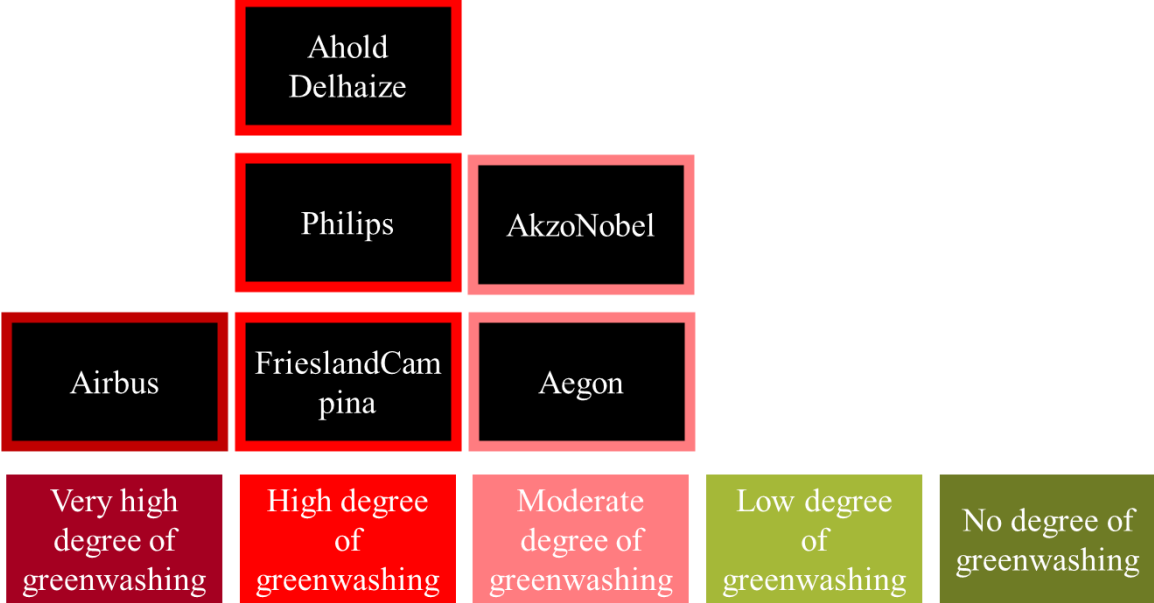 Ahold
Delhaize
Philips
AkzoNobel
Airbus
FrieslandCam
pina
Aegon
Very high
degree of
greenwashing
High degree
of
greenwashing
Moderate
degree of
greenwashing
Low degree
of
greenwashing
No degree of
greenwashing